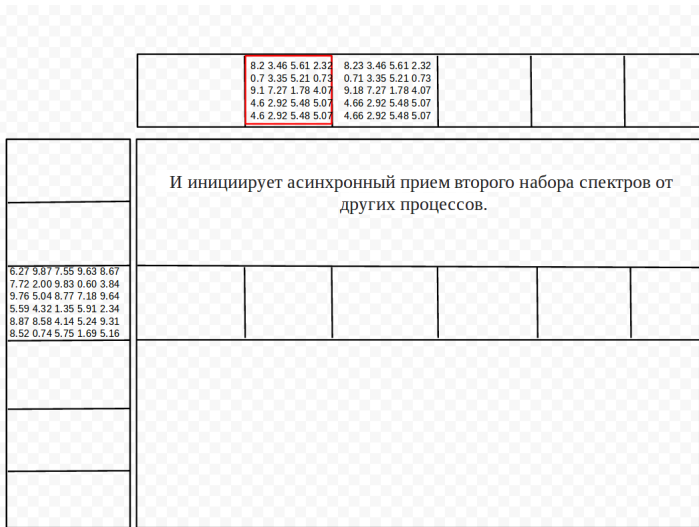 8.2 3.46 5.61 2.32
0.7 3.35 5.21 0.73
9.1 7.27 1.78 4.07
4.6 2.92 5.48 5.07
4.6 2.92 5.48 5.07
8.23 3.46 5.61 2.32
0.71 3.35 5.21 0.73
9.18 7.27 1.78 4.07
4.66 2.92 5.48 5.07
4.66 2.92 5.48 5.07
И инициирует асинхронный прием второго набора спектров от
других процессов.
6.27 9.87 7.55 9.63 8.67
7.72 2.00 9.83 0.60 3.84
9.76 5.04 8.77 7.18 9.64
5.59 4.32 1.35 5.91 2.34
8.87 8.58 4.14 5.24 9.31
8.52 0.74 5.75 1.69 5.16